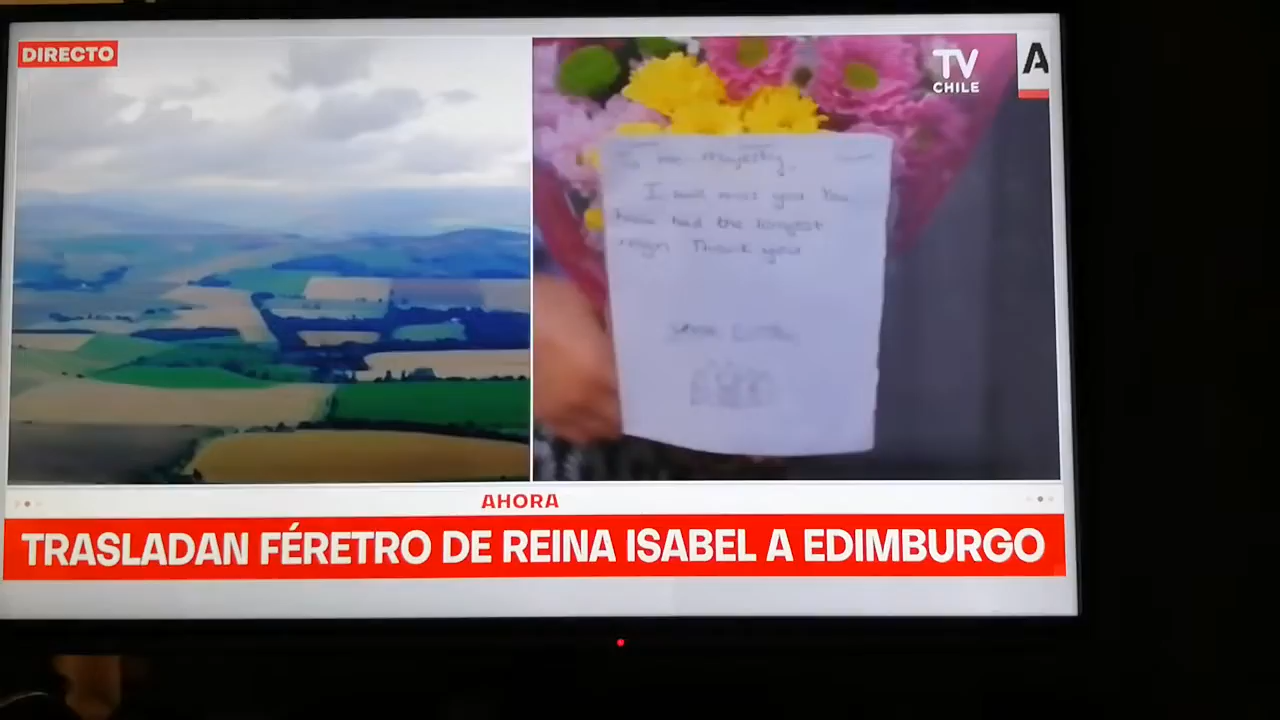 DIRECTO
TV
CHILE
A
majesty,
I will miss you You
have had the longest
reign Thank you
AHORA
TRASLADAN FÉRETRO DE REINA ISABEL A EDIMBURGO